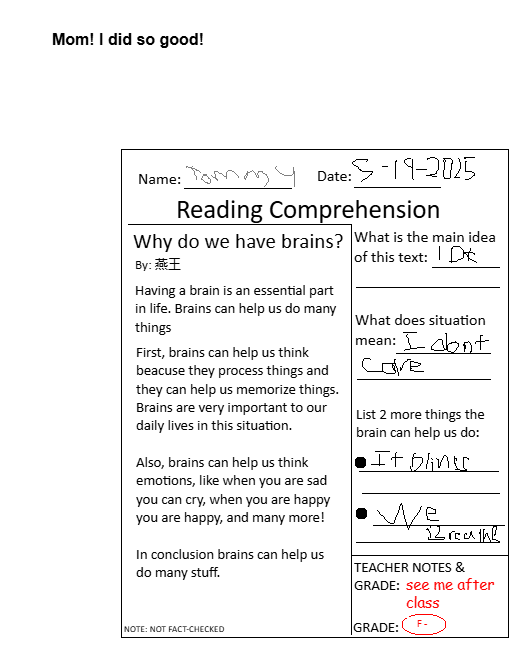 Mom! I did so good!
Name: Tommy Date: 5-19-2025
Reading Comprehension
Why do we have brains?
By: 燕王
Having a brain is an essential part
in life. Brains can help us do many
things
First, brains can help us think
beacuse they process things and
they can help us memorize things.
Brains are very important to our
daily lives in this situation.
Also, brains can help us think
emotions, like when you are sad
you can cry, when you are happy
you are happy, and many more!
In conclusion brains can help us
do many stuff.
NOTE: NOT FACT-CHECKED
What is the main idea
of this text: IDK
What does situation
mean: I dont
care
List 2 more things the
brain can help us do:
It
We
Breathe
TEACHER NOTES &
GRADE: see me after
class
GRADE: F-